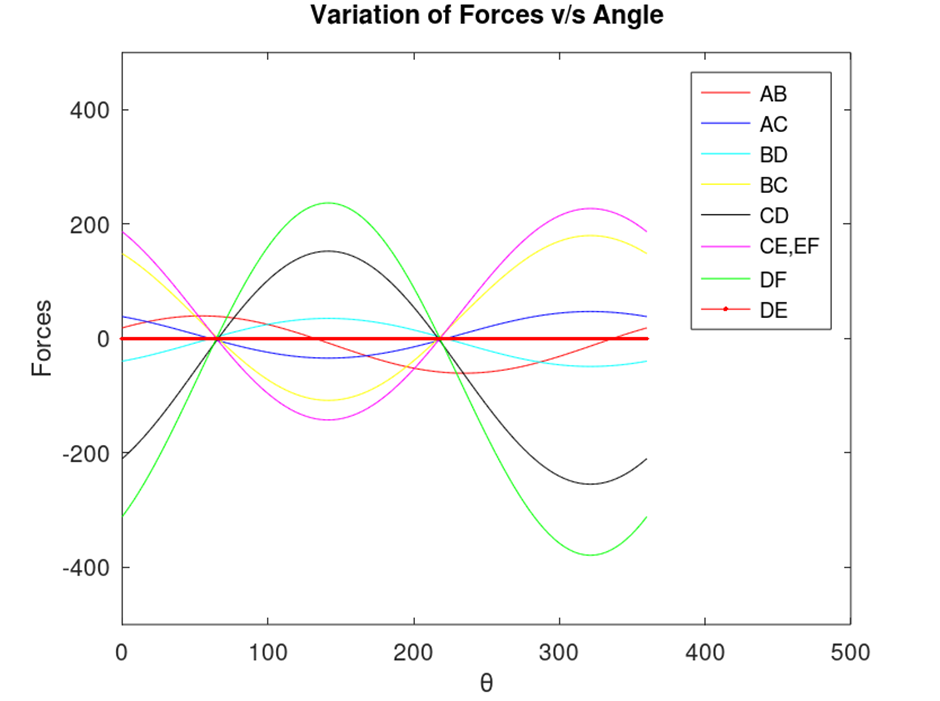 Variation of Forces v/s Angle
AB
AC
BD
BC
CD
CE,EF
DF
DE
400
200
0
-200
-400
Forces
0 100 200 300 400 500
θ